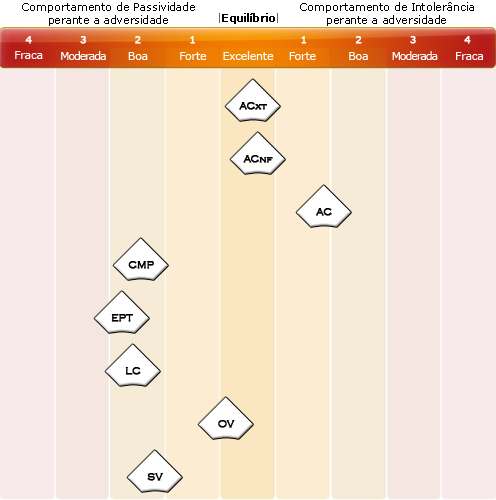 Comportamento de Passividade
perante a adversidade
|Equilíbrio|
Comportamento de Intolerância
perante a adversidade
4 3 2 1 1 2 3 4
Fraca Moderada Boa Forte Excelente Forte Boa Moderada Fraca
ACXT
ACNF
AC
CMP
EPT
LC
OV
SV